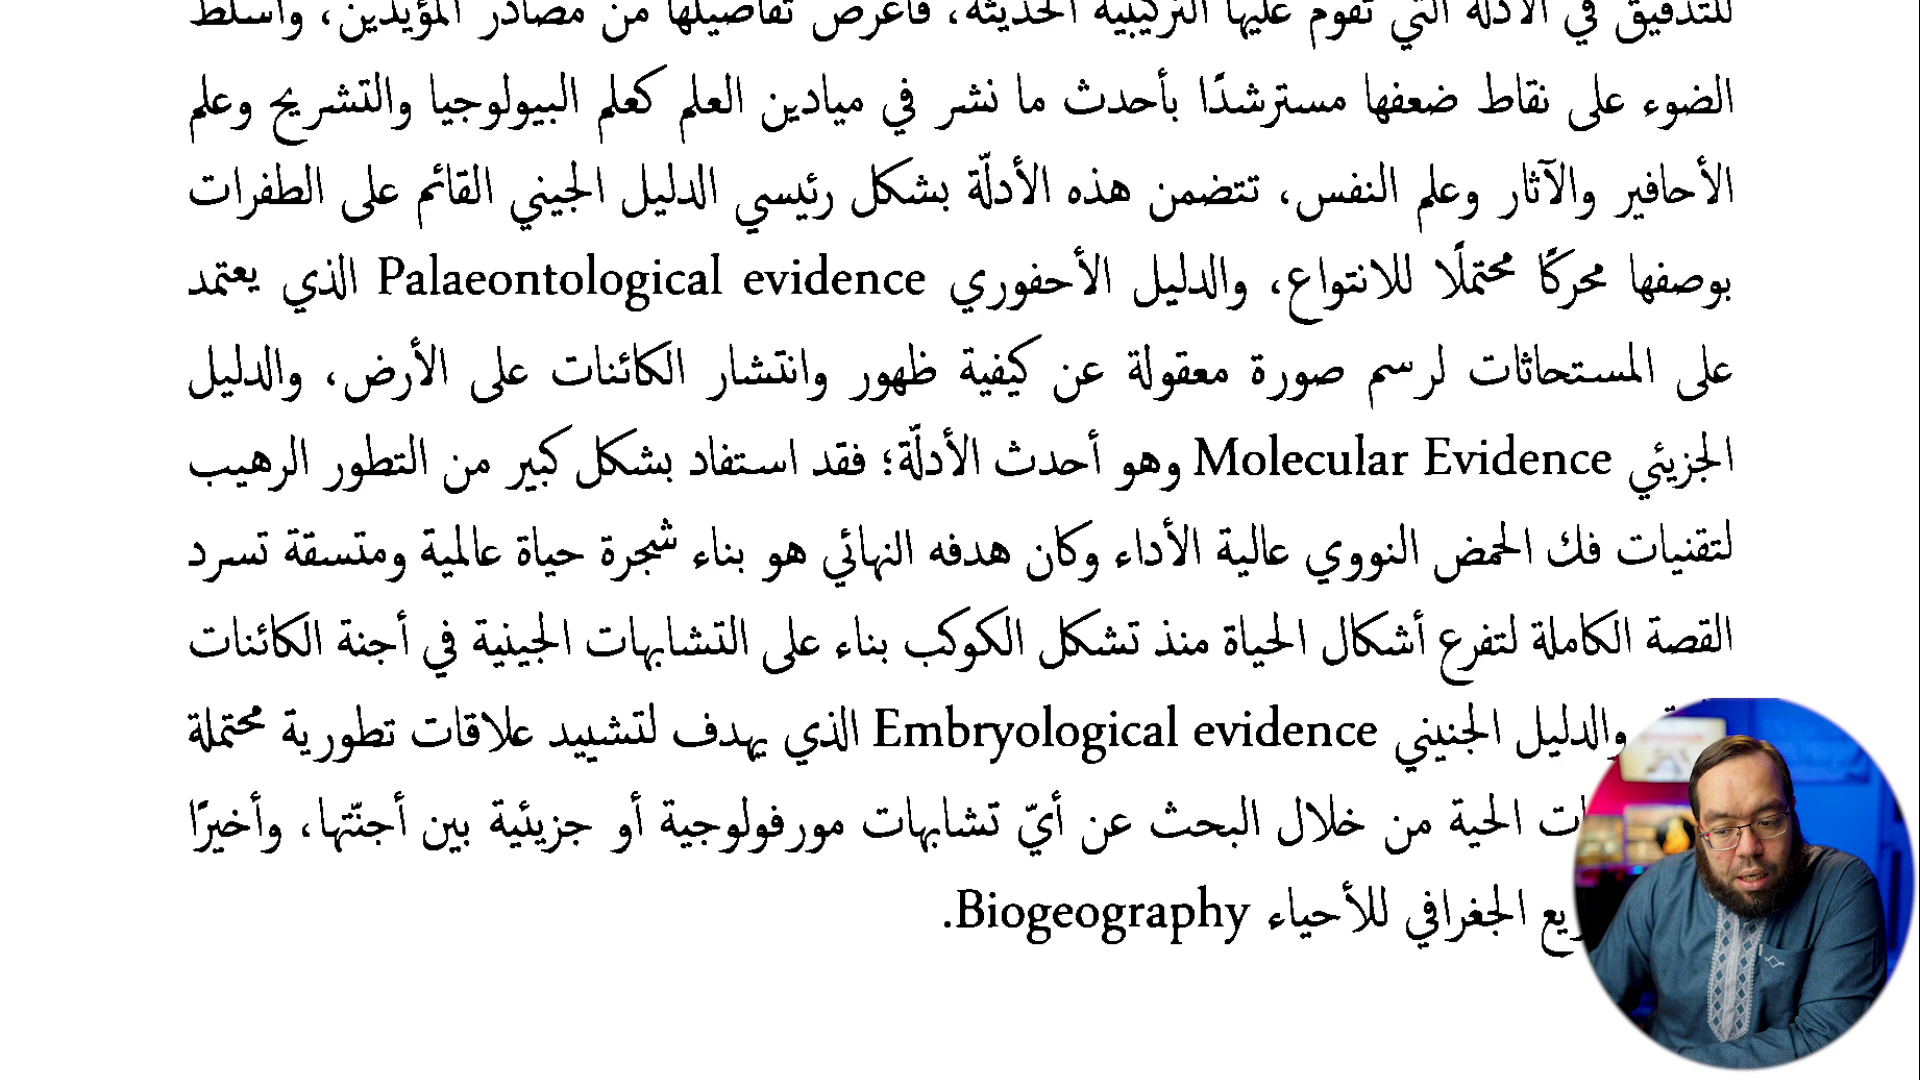 للتدقيق في الأدلة التي تقوم عليها التركيبية الحديثة، فأعرض تفاصيلها من مصادر المؤيدين، وأسلط
الضوء على نقاط ضعفها مسترشدًا بأحدث ما نشر في ميادين العلم كعلم البيولوجيا والتشريح وعلم
الأحافير والآثار وعلم النفس، تتضمن هذه الأدلّة بشكل رئيسي الدليل الجيني القائم على الطفرات
بوصفها محركًا محتملًا للانتواع، والدليل الأحفوري Palaeontological evidence الذي يعتمد
على المستحاثات لرسم صورة معقولة عن كيفية ظهور وانتشار الكائنات على الأرض، والدليل
الجزيئي Molecular Evidence وهو أحدث الأدلّة؛ فقد استفاد بشكل كبير من التطور الرهيب
لتقنيات فك الحمض النووي عالية الأداء وكان هدفه النهائي هو بناء شجرة حياة عالمية ومتسقة تسرد
القصة الكاملة لتفرع أشكال الحياة منذ تشكل الكوكب بناء على التشابهات الجينية في أجنة الكائنات
والدليل الجنيني Embryological evidence الذي يهدف لتشييد علاقات تطورية محتملة
الحية من خلال البحث عن أيّ تشابهات مورفولوجية أو جزيئية بين أجنّتها، وأخيرًا
الجغرافي للأحياء Biogeography.